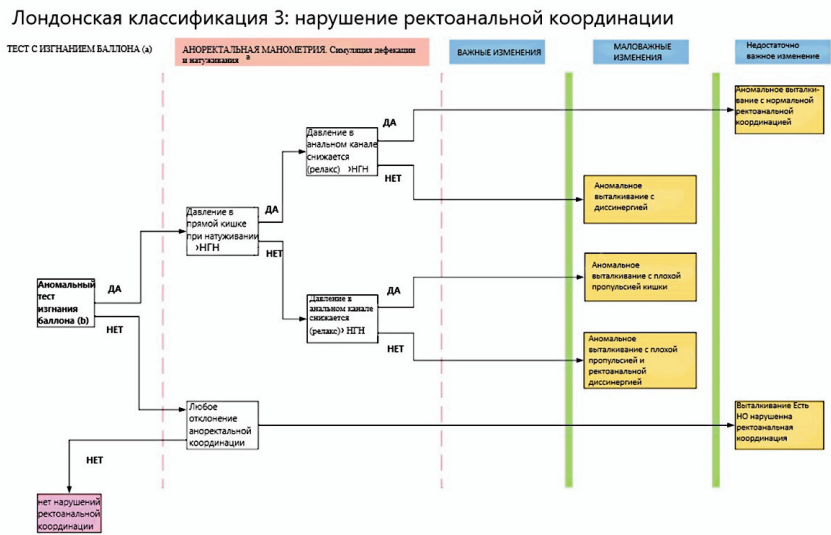 Лондонская классификация 3: нарушение ректоанальной координации
ТЕСТ С ИЗГНАНИЕМ БАЛЛОНА (а)
АНОРЕКТАЛЬНАЯ МАНОМЕТРИЯ. Симуляция дефекации
и натуживания а
ВАЖНЫЕ ИЗМЕНЕНИЯ
МАЛОВАЖНЫЕ
ИЗМЕНЕНИЯ
Недостаточно
важное изменение
Аномальное выталки-
вание с нормальной
ректоанальной
координацией
ДА
Давление в
анальном канале
снижается
(релакс) >НГН
НЕТ
Аномальное
выталкивание с
диссинергией
ДА
Давление в
прямой кишке
при натуживании
>НГН
НЕТ
Аномальное
выталкивание с плохой
пропульсией кишки
Аномальный
тест
изгнания
баллона (b)
ДА
НЕТ
Давление в
анальном канале
снижается
(релакс)> НГН
ДА
НЕТ
Аномальное
выталкивание с плохой
пропульсией и
ректоанальной
диссинергией
Любое
отклонение
аноректальной
координации
Выталкивание Есть
НО нарушенна
ректоанальная
координация
НЕТ
нет нарушений
ректоанальной
координации